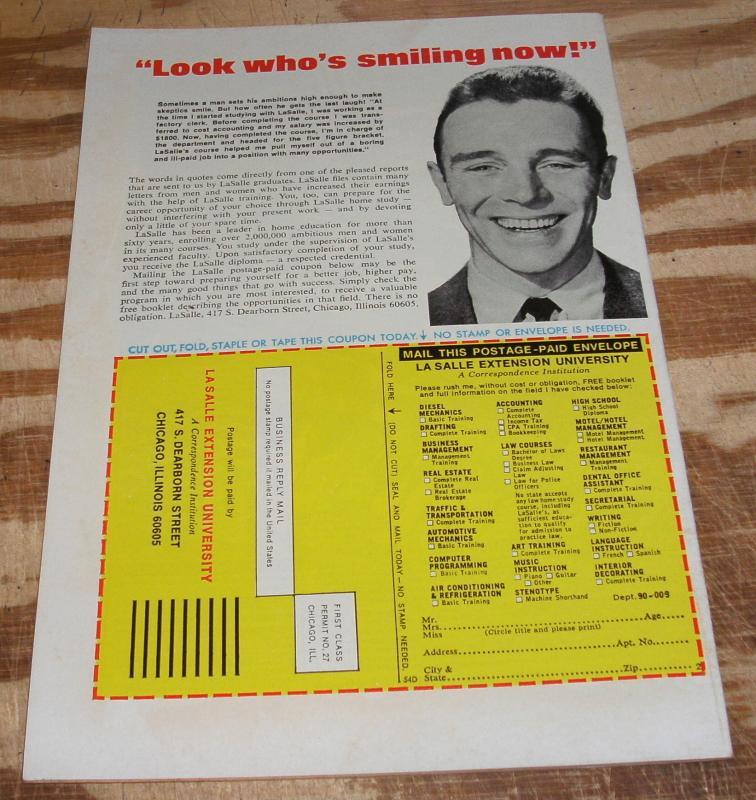 “Look who’s smiling now!”
Sometimes a man sets his ambitions high enough to make
skeptics smile. But how often he gets the last laugh! “At
the time I started studying with LaSalle, I was working as a
factory clerk. Before completing the course I was trans-
ferred to cost accounting and my salary was increased by
$1800. Now, having completed the course, I’m in charge of
the department and headed for the five figure bracket.
LaSalle’s course helped me pull myself out of a boring
and ill-paid job into a position with many opportunities.”
The words in quotes come directly from one of the pleased reports
that are sent to us by LaSalle graduates. LaSalle files contain many
letters from men and women who have increased their earnings
with the help of LaSalle training. You, too, can prepare for the
career opportunity of your choice through LaSalle home study —
without interfering with your present work — and by devoting
only a little of your spare time.
LaSalle has been a leader in home education for more than
sixty years, enrolling over 2,000,000 ambitious men and women
in its many courses. You study under the supervision of LaSalle’s
experienced faculty. Upon satisfactory completion of your study,
you receive the LaSalle diploma — a respected credential.
Mailing the LaSalle postage-paid coupon below may be the
first step toward preparing yourself for a better job, higher pay,
and the many good things that go with success. Simply check the
program in which you are most interested, to receive a valuable
free booklet describing the opportunities in that field. There is no
obligation. LaSalle, 417 S. Dearborn Street, Chicago, Illinois 60605.
CUT OUT, FOLD, STAPLE OR TAPE THIS COUPON TODAY. NO STAMP OR ENVELOPE IS NEEDED.
BUSINESS REPLY MAIL
No postage stamp required if mailed in the United States
Postage will be paid by
LASALLE EXTENSION UNIVERSITY
A Correspondence Institution
417 S. DEARBORN STREET
CHICAGO, ILLINOIS 60605
FIRST CLASS
PERMIT NO. 27
CHICAGO, ILL.
FOLD HERE (DO NOT CUT) SEAL AND MAIL TODAY — NO STAMP NEEDED.
MAIL THIS POSTAGE-PAID ENVELOPE
LA SALLE EXTENSION UNIVERSITY
A Correspondence Institution
Please rush me, without cost or obligation, FREE booklet
and full information on the field I have checked below:
DIESEL
MECHANICS
Basic Training
DRAFTING
Complete Training
BUSINESS
MANAGEMENT
Management
Training
REAL ESTATE
Complete Real
Estate
Real Estate
Brokerage
TRAFFIC &
TRANSPORTATION
Complete Training
AUTOMOTIVE
MECHANICS
Basic Training
COMPUTER
PROGRAMMING
Basic Training
AIR CONDITIONING
& REFRIGERATION
Basic Training
ACCOUNTING
Complete
Accounting
Income Tax
CPA Training
Bookkeeping
LAW COURSES
Bachelor of Laws
Degree
Business Law
Claim Adjusting
Law
Law for Police
Officers
No state accepts
any law home study
course, including
LaSalle’s, as
sufficient educa-
tion to qualify
for admission to
practice law.
ART TRAINING
Complete Training
MUSIC
INSTRUCTION
Piano Guitar
Other
STENOTYPE
Machine Shorthand
HIGH SCHOOL
High School
Diploma
MOTEL/HOTEL
MANAGEMENT
Motel Management
Hotel Management
RESTAURANT
MANAGEMENT
Management
Training
DENTAL OFFICE
ASSISTANT
Complete Training
SECRETARIAL
Complete Training
WRITING
Fiction
Non-Fiction
LANGUAGE
INSTRUCTION
French Spanish
INTERIOR
DECORATING
Complete Training
Dept. 90-009
Mr.
Mrs. Age
Miss (Circle title and please print)
Address Apt. No.
City &
State Zip
54D